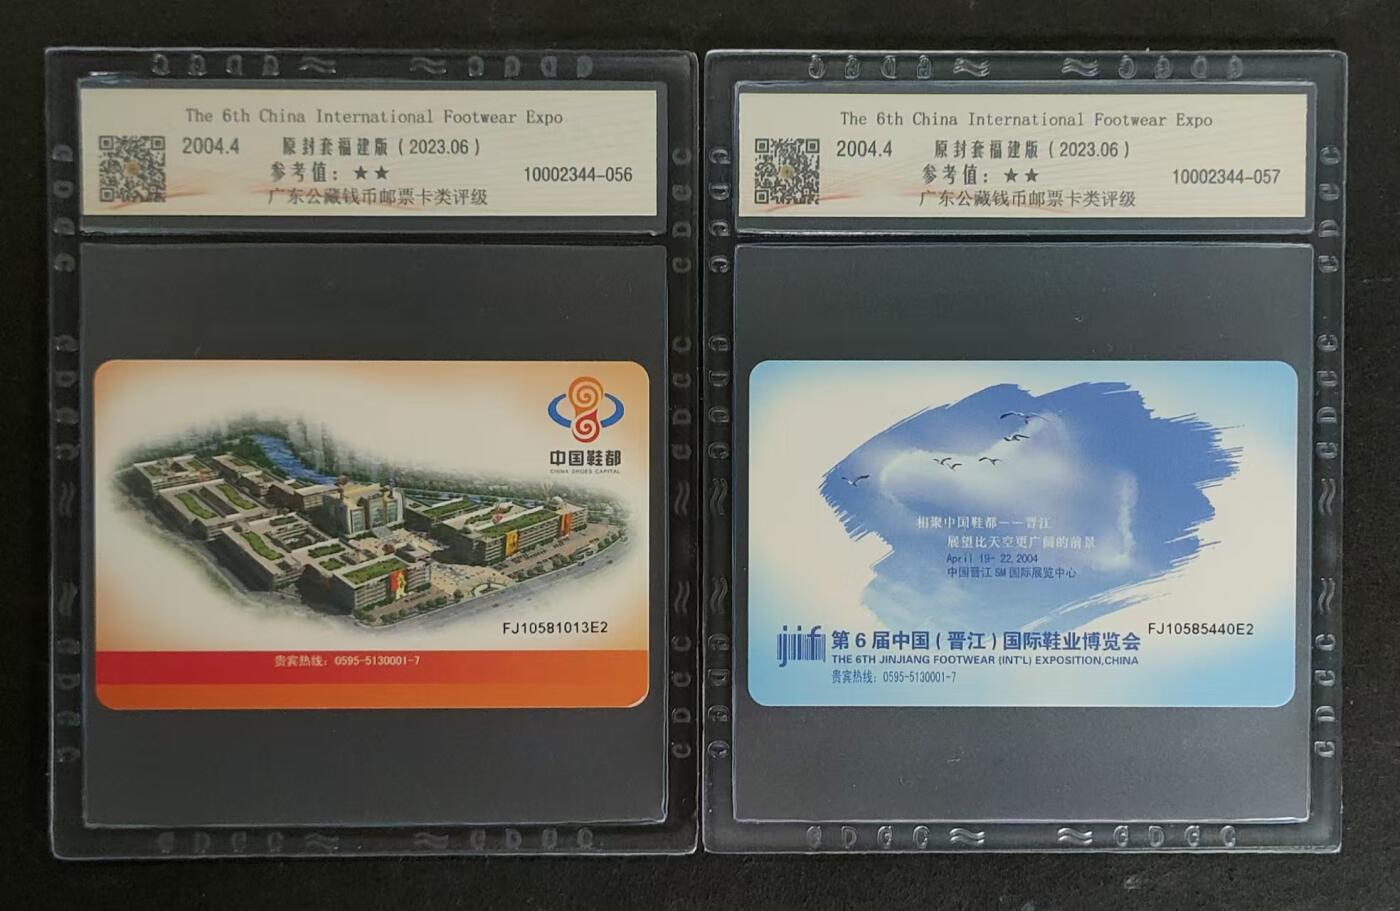 The 6th China International Footwear Expo
2004.4 原封套福建版(2023.06)
参考值：★★
10002344-056
广东公藏钱币邮票卡类评级
中国鞋都
CHINA SHOES CAPITAL
FJ10581013E2
贵宾热线：0595-5130001-7
The 6th China International Footwear Expo
2004.4 原封套福建版(2023.06)
参考值：★★
10002344-057
广东公藏钱币邮票卡类评级
相聚中国鞋都——晋江
展望比天空更广阔的前景
April 19-22,2004
中国晋江SM国际展览中心
FJ10585440E2
jjif 第6届中国(晋江)国际鞋业博览会
THE 6TH JINJIANG FOOTWEAR (INT'L) EXPOSITION,CHINA
贵宾热线：0595-5130001-7